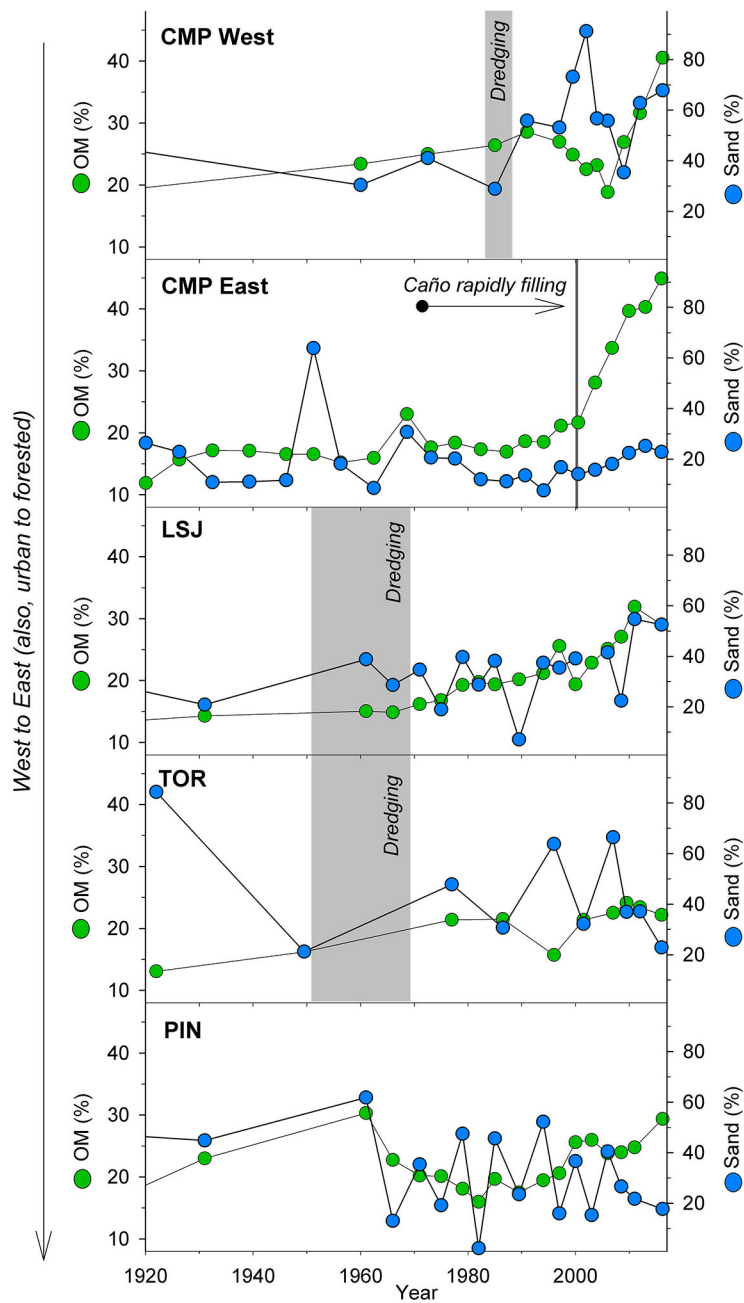 West to East (also, urban to forested)
CMP West
Dredging
40
30
20
10
OM (%)
80
60
40
20
Sand (%)
CMP East
Caño rapidly filling
40
30
20
10
OM (%)
80
60
40
20
Sand (%)
LSJ
Dredging
40
30
20
10
OM (%)
80
60
40
20
Sand (%)
TOR
Dredging
40
30
20
10
OM (%)
80
60
40
20
Sand (%)
PIN
40
30
20
10
OM (%)
80
60
40
20
Sand (%)
1920 1940 1960 1980 2000
Year